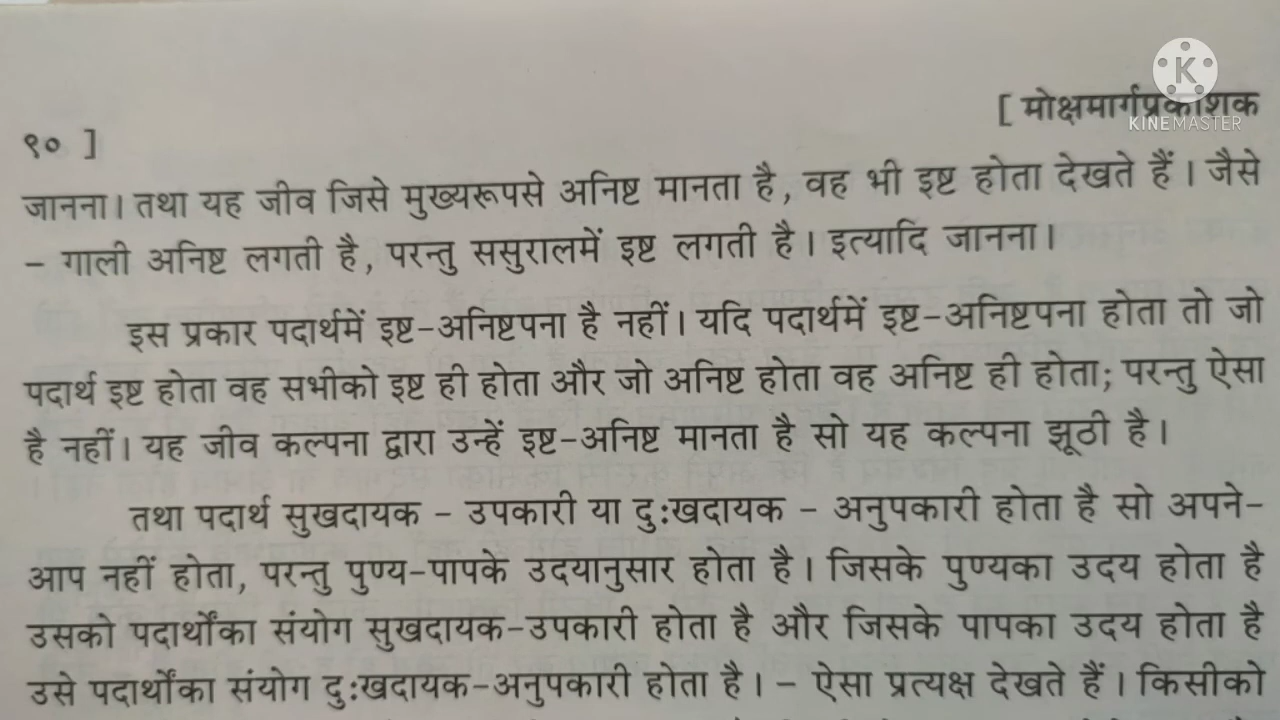 [ मोक्षमार्गप्रकाशक
KINEMASTER
९० ]
जानना। तथा यह जीव जिसे मुख्यरूपसे अनिष्ट मानता है, वह भी इष्ट होता देखते हैं। जैसे
– गाली अनिष्ट लगती है, परन्तु ससुरालमें इष्ट लगती है। इत्यादि जानना।
इस प्रकार पदार्थमें इष्ट-अनिष्टपना है नहीं। यदि पदार्थमें इष्ट-अनिष्टपना होता तो जो
पदार्थ इष्ट होता वह सभीको इष्ट ही होता और जो अनिष्ट होता वह अनिष्ट ही होता; परन्तु ऐसा
है नहीं। यह जीव कल्पना द्वारा उन्हें इष्ट-अनिष्ट मानता है सो यह कल्पना झूठी है।
तथा पदार्थ सुखदायक – उपकारी या दुःखदायक – अनुपकारी होता है सो अपने-
आप नहीं होता, परन्तु पुण्य-पापके उदयानुसार होता है। जिसके पुण्यका उदय होता है
उसको पदार्थोंका संयोग सुखदायक-उपकारी होता है और जिसके पापका उदय होता है
उसे पदार्थोंका संयोग दुःखदायक-अनुपकारी होता है। – ऐसा प्रत्यक्ष देखते हैं। किसीको